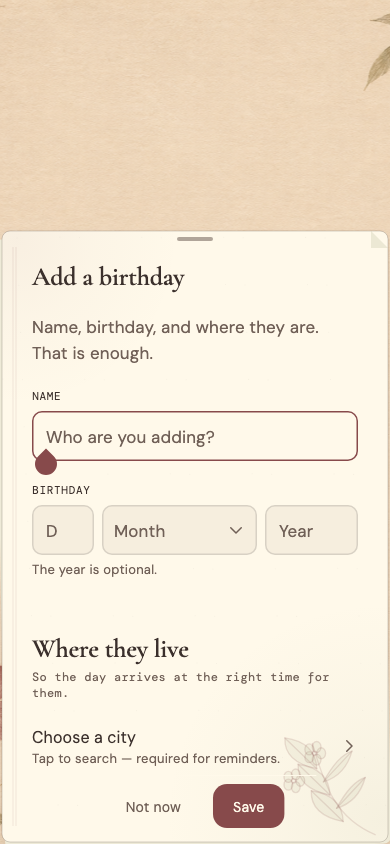 Add a birthday
Name, birthday, and where they are.
That is enough.
NAME
Who are you adding?
BIRTHDAY
D
Month
Year
The year is optional.
Where they live
So the day arrives at the right time for
them.
Choose a city
Tap to search — required for reminders.
Not now
Save